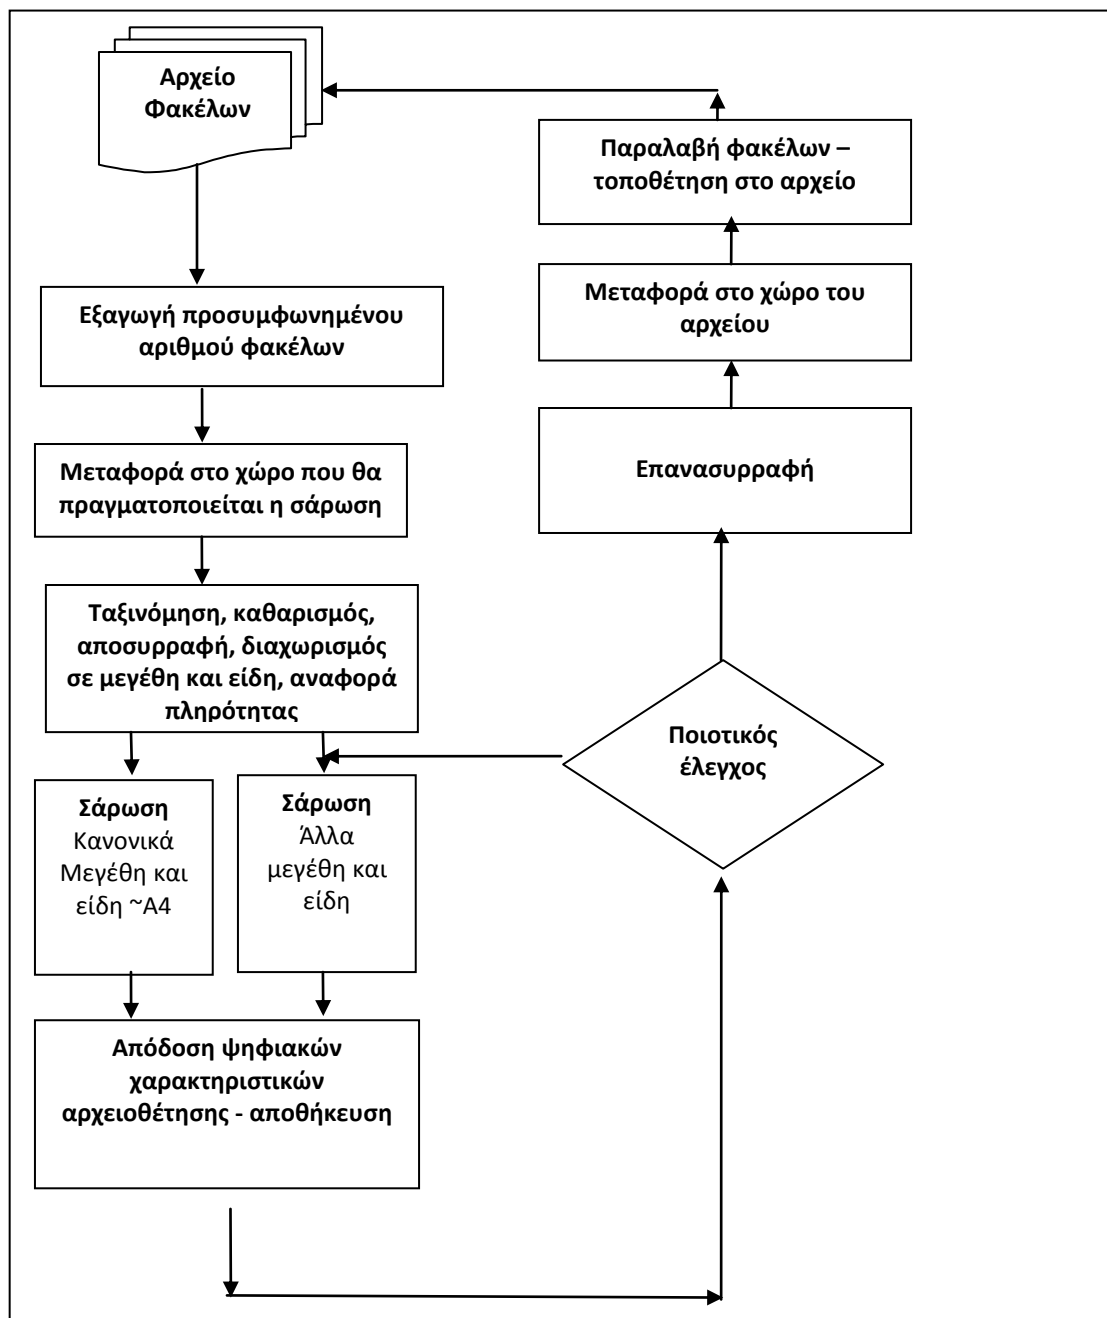 Αρχείο
Φακέλων
Παραλαβή φακέλων –
τοποθέτηση στο αρχείο
Μεταφορά στο χώρο του
αρχείου
Εξαγωγή προσυμφωνημένου
αριθμού φακέλων
Επανασυρραφή
Μεταφορά στο χώρο που θα
πραγματοποιείται η σάρωση
Ταξινόμηση, καθαρισμός,
αποσυρραφή, διαχωρισμός
σε μεγέθη και είδη, αναφορά
πληρότητας
Ποιοτικός
έλεγχος
Σάρωση
Κανονικά
Μεγέθη και
είδη ~Α4
Σάρωση
Άλλα
μεγέθη και
είδη
Απόδοση ψηφιακών
χαρακτηριστικών
αρχειοθέτησης - αποθήκευση